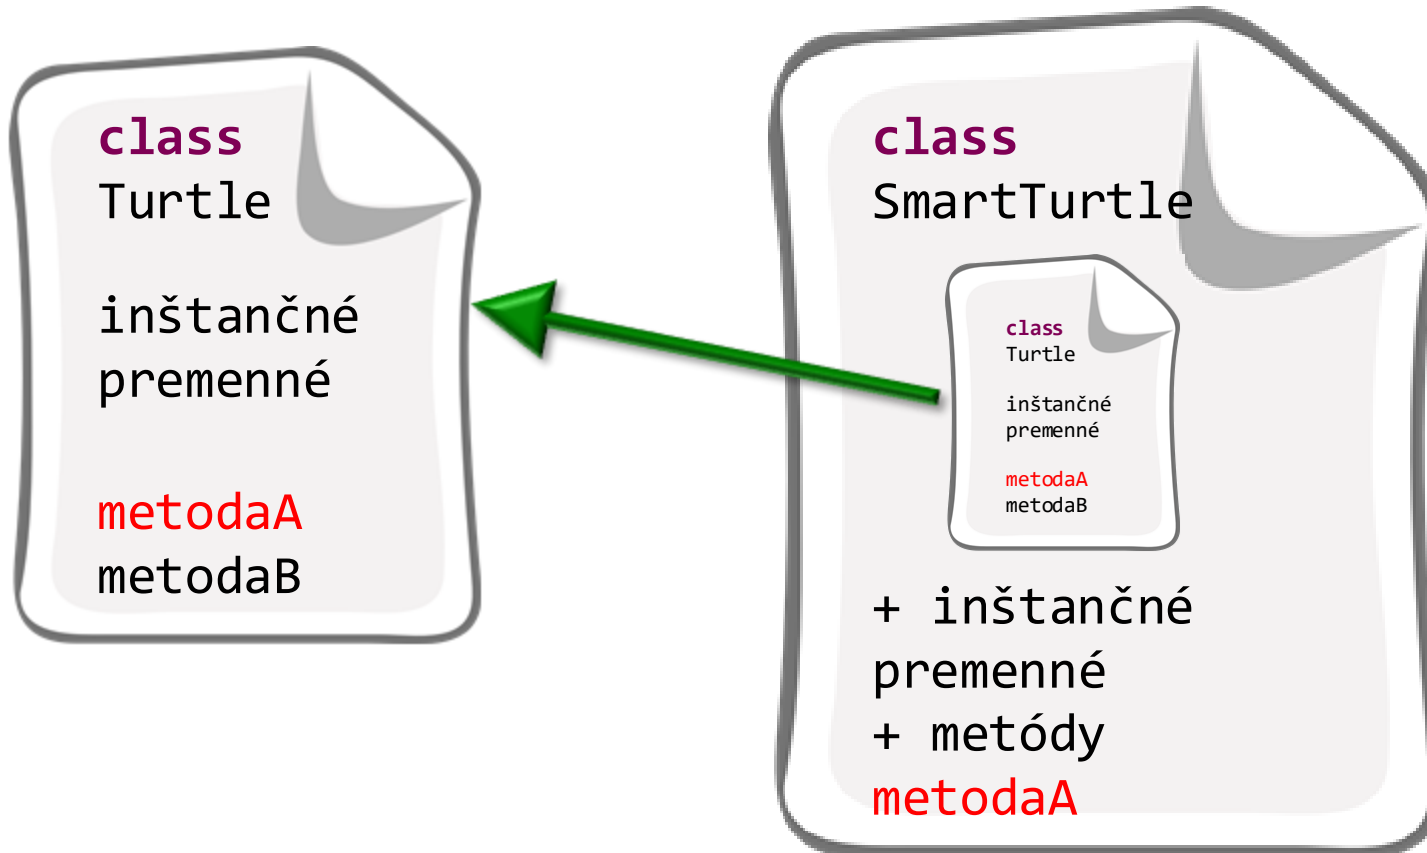 class
Turtle
inštančné
premenné
metodaA
metodaB
class
SmartTurtle
class
Turtle
inštančné
premenné
metodaA
metodaB
+ inštančné
premenné
+ metódy
metodaA